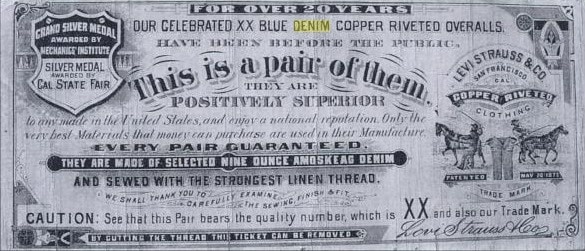 FOR OVER 20 YEARS
OUR CELEBRATED XX BLUE DENIM COPPER RIVETED OVERALLS.
HAVE BEEN BEFORE THE PUBLIC.
GRAND SILVER MEDAL
AWARDED BY
MECHANICS' INSTITUTE
SILVER MEDAL
AWARDED BY
CAL STATE FAIR
This is a pair of them.
THEY ARE
POSITIVELY SUPERIOR
to any made in the United States, and enjoy a national reputation. Only the
very best Materials that money can purchase are used in their Manufacture.
EVERY PAIR GUARANTEED.
THEY ARE MADE OF SELECTED NINE OUNCE AMOSKEAG DENIM
AND SEWED WITH THE STRONGEST LINEN THREAD.
WE SHALL THANK YOU TO CAREFULLY EXAMINE THE SEWING, FINISH & FIT.
LEVI STRAUSS & CO.
SAN FRANCISCO
CAL
COPPER RIVETED
CLOTHING
PATENTED MAY 20 1873
TRADE MARK
CAUTION: See that this Pair bears the quality number, which is XX and also our Trade Mark.
BY CUTTING THE THREAD THIS TICKET CAN BE REMOVED
Levi Strauss & Co.